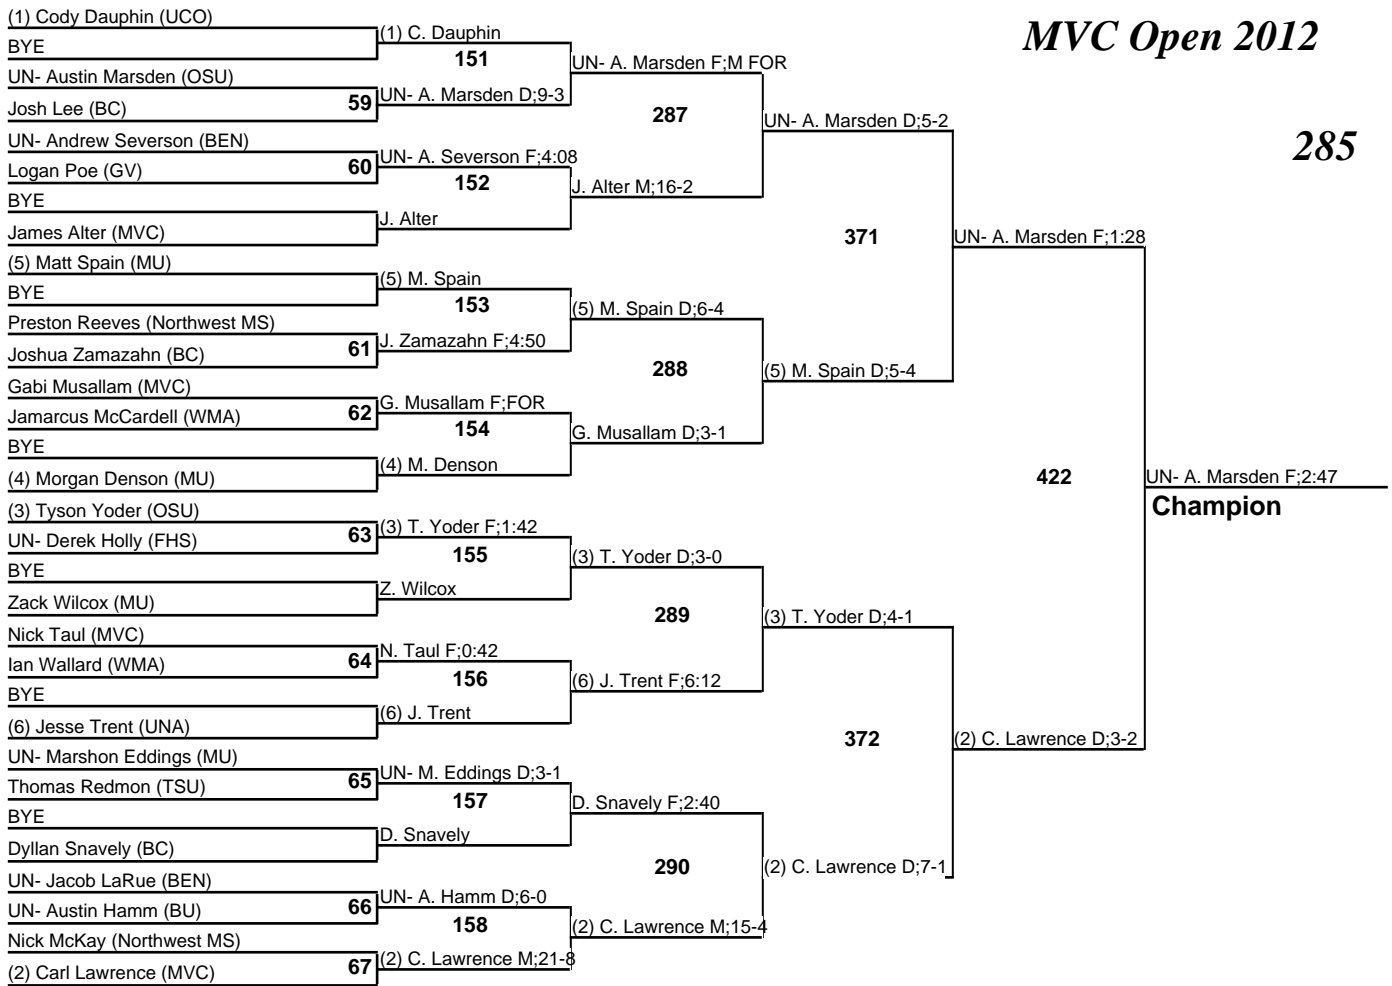 MVC Open 2012
285
(1) Cody Dauphin (UCO)
BYE
UN- Austin Marsden (OSU)
Josh Lee (BC)
UN- Andrew Severson (BEN)
Logan Poe (GV)
BYE
James Alter (MVC)
(5) Matt Spain (MU)
BYE
Preston Reeves (Northwest MS)
Joshua Zamazahn (BC)
Gabi Musallam (MVC)
Jamarcus McCardell (WMA)
BYE
(4) Morgan Denson (MU)
(3) Tyson Yoder (OSU)
UN- Derek Holly (FHS)
BYE
Zack Wilcox (MU)
Nick Taul (MVC)
Ian Wallard (WMA)
BYE
(6) Jesse Trent (UNA)
UN- Marshon Eddings (MU)
Thomas Redmon (TSU)
BYE
Dyllan Snavely (BC)
UN- Jacob LaRue (BEN)
UN- Austin Hamm (BU)
Nick McKay (Northwest MS)
(2) Carl Lawrence (MVC)
59
60
61
62
63
64
65
66
67
(1) C. Dauphin
151
UN- A. Marsden D;9-3
UN- A. Severson F;4:08
152
J. Alter
(5) M. Spain
153
J. Zamazahn F;4:50
G. Musallam F;FOR
154
(4) M. Denson
(3) T. Yoder F;1:42
155
Z. Wilcox
N. Taul F;0:42
156
(6) J. Trent
UN- M. Eddings D;3-1
157
D. Snavely
UN- A. Hamm D;6-0
158
(2) C. Lawrence M;21-8
UN- A. Marsden F;M FOR
287
J. Alter M;16-2
(5) M. Spain D;6-4
288
G. Musallam D;3-1
(3) T. Yoder D;3-0
289
(6) J. Trent F;6:12
D. Snavely F;2:40
290
(2) C. Lawrence M;15-4
UN- A. Marsden D;5-2
371
(5) M. Spain D;5-4
(3) T. Yoder D;4-1
372
(2) C. Lawrence D;7-1
UN- A. Marsden F;1:28
422
(2) C. Lawrence D;3-2
UN- A. Marsden F;2:47
Champion